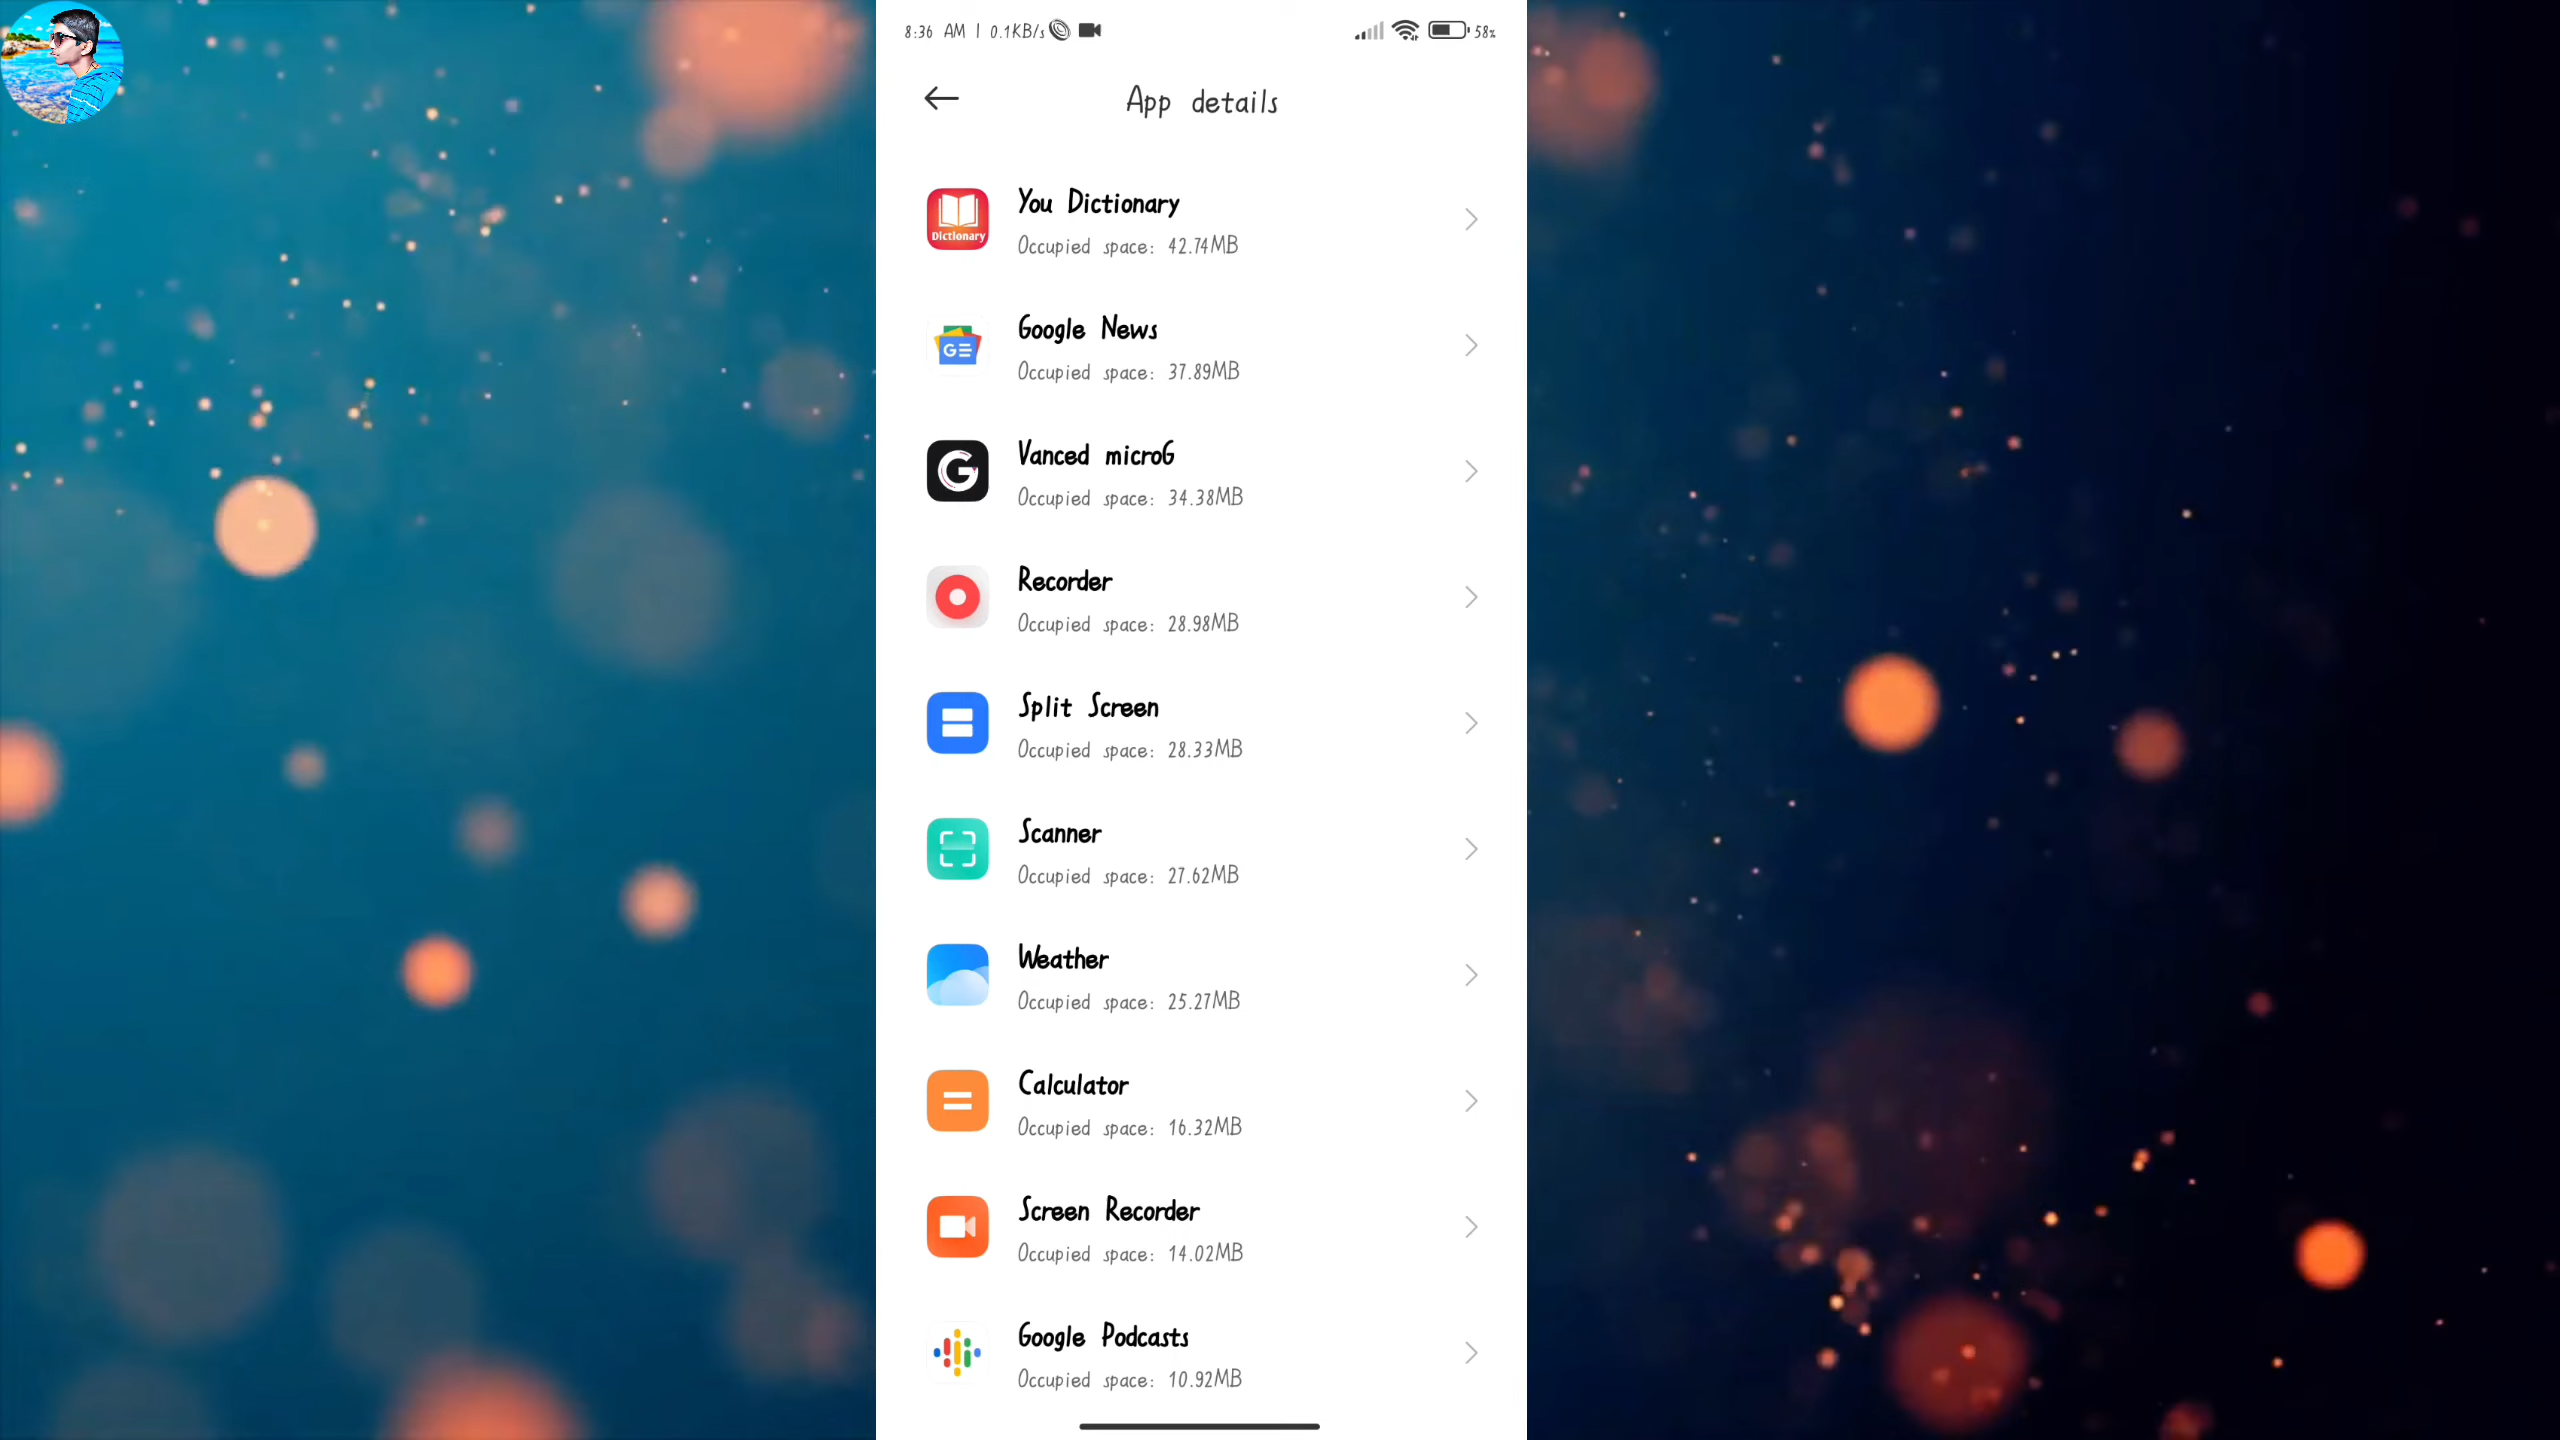 8:36 AM | 0.1KB/s
58%
App details
You Dictionary
Dictionary
Occupied space: 42.74MB
Google News
GE
Occupied space: 37.89MB
Vanced microG
G
Occupied space: 34.38MB
Recorder
Occupied space: 28.98MB
Split Screen
Occupied space: 28.33MB
Scanner
Occupied space: 27.62MB
Weather
Occupied space: 25.27MB
Calculator
Occupied space: 16.32MB
Screen Recorder
Occupied space: 14.02MB
Google Podcasts
Occupied space: 10.92MB